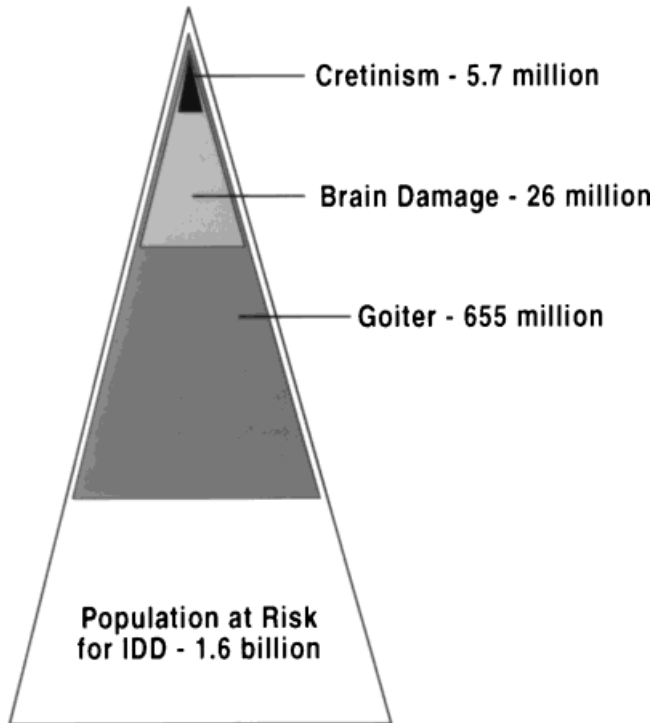 Cretinism - 5.7 million
Brain Damage - 26 million
Goiter - 655 million
Population at Risk
for IDD - 1.6 billion